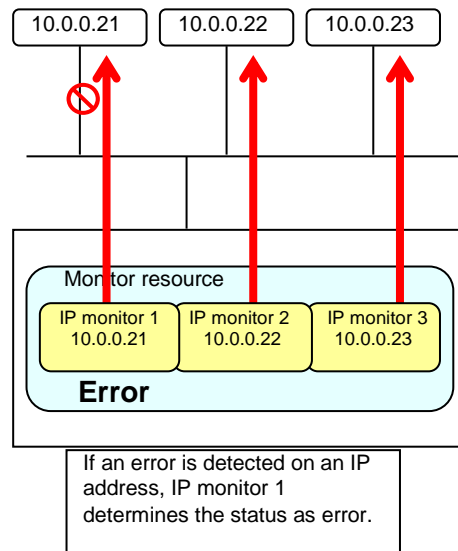 10.0.0.21
10.0.0.22
10.0.0.23
Monitor resource
IP monitor 1
10.0.0.21
IP monitor 2
10.0.0.22
IP monitor 3
10.0.0.23
Error
If an error is detected on an IP
address, IP monitor 1
determines the status as error.